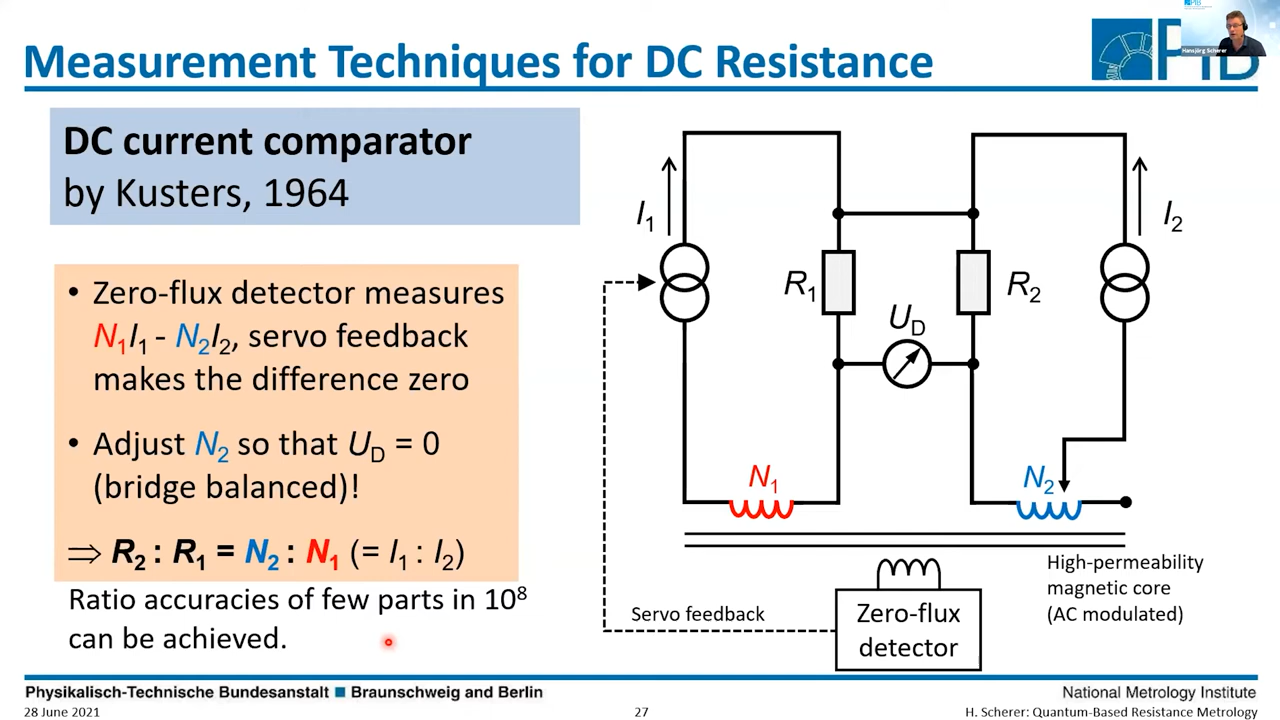 PTB
Hansjörg Scherer
Measurement Techniques for DC Resistance
DC current comparator
by Kusters, 1964
• Zero-flux detector measures
N₁I₁ - N₂I₂, servo feedback
makes the difference zero
• Adjust N₂ so that U_D = 0
(bridge balanced)!
⇒ R₂ : R₁ = N₂ : N₁ (= I₁ : I₂)
Ratio accuracies of few parts in 10⁸
can be achieved.
I₁
I₂
R₁
R₂
U_D
N₁
N₂
High-permeability
magnetic core
(AC modulated)
Servo feedback
Zero-flux
detector
Physikalisch-Technische Bundesanstalt ■ Braunschweig and Berlin
National Metrology Institute
28 June 2021
27
H. Scherer: Quantum-Based Resistance Metrology